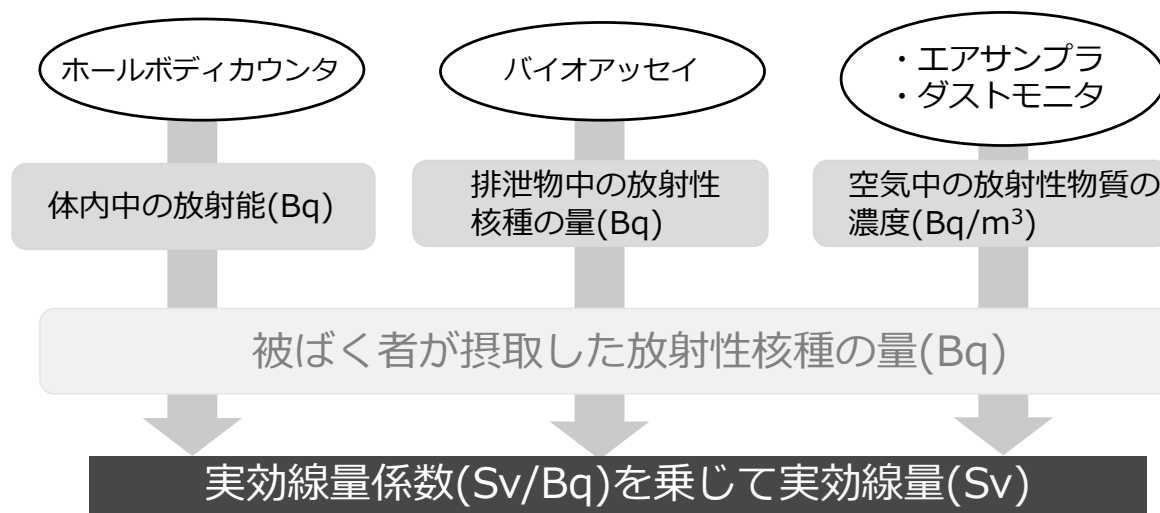 ホールボディカウンタ
バイオアッセイ
・エアサンプラ
・ダストモニタ
体内中の放射能(Bq)
排泄物中の放射性
核種の量(Bq)
空気中の放射性物質の
濃度(Bq/m³)
被ばく者が摂取した放射性核種の量(Bq)
実効線量係数(Sv/Bq)を乗じて実効線量(Sv)